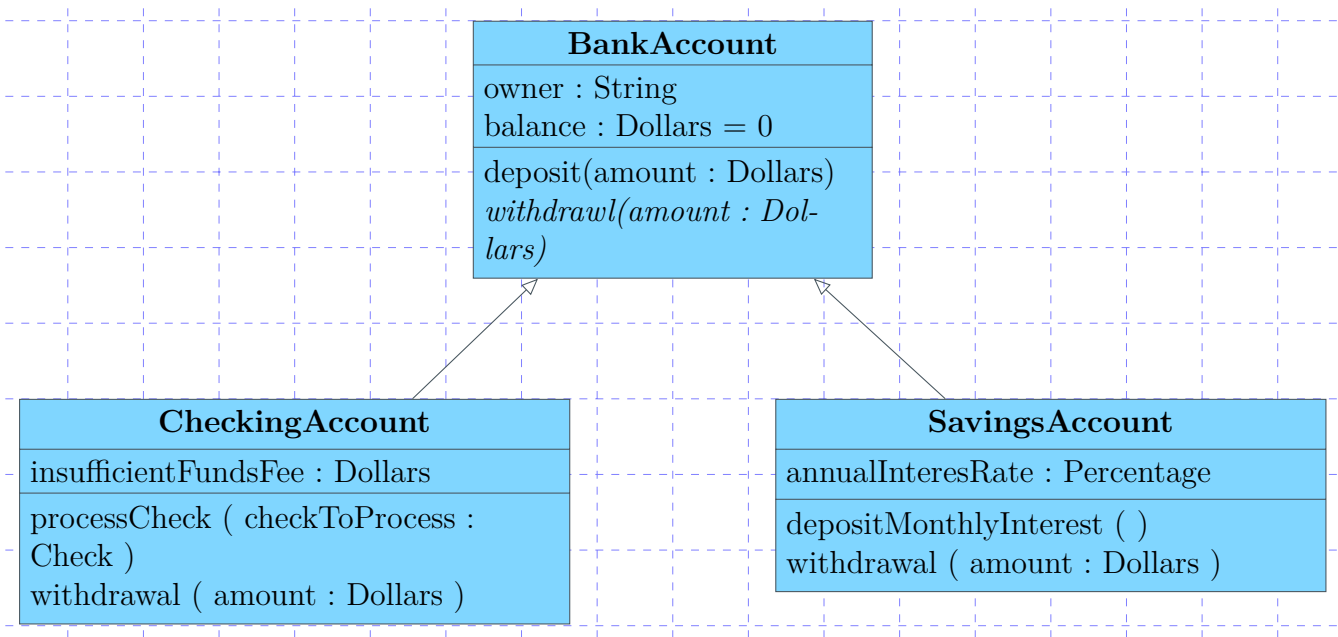 BankAccount
owner : String
balance : Dollars = 0
deposit(amount : Dollars)
withdrawl(amount : Dol-
lars)
CheckingAccount
insufficientFundsFee : Dollars
processCheck ( checkToProcess :
Check )
withdrawal ( amount : Dollars )
SavingsAccount
annualInteresRate : Percentage
depositMonthlyInterest ( )
withdrawal ( amount : Dollars )